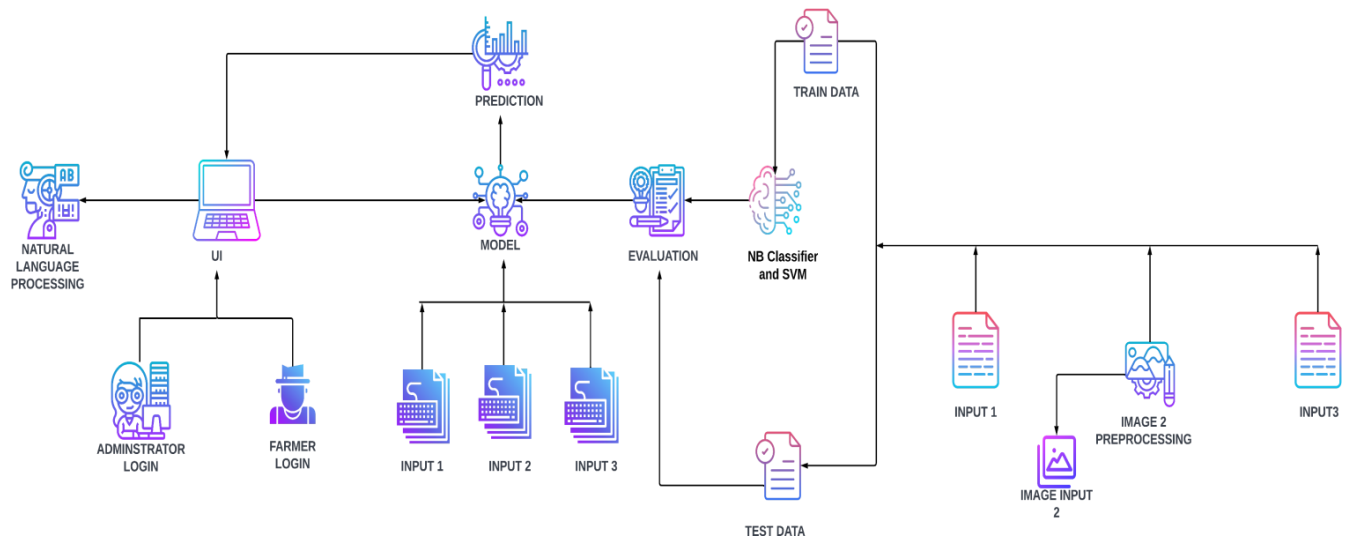 TRAIN DATA
PREDICTION
AB
NATURAL
LANGUAGE
PROCESSING
UI
MODEL
EVALUATION
NB Classifier
and SVM
ADMINSTRATOR
LOGIN
FARMER
LOGIN
INPUT 1
INPUT 2
INPUT 3
INPUT 1
IMAGE 2
PREPROCESSING
INPUT3
IMAGE INPUT
2
TEST DATA